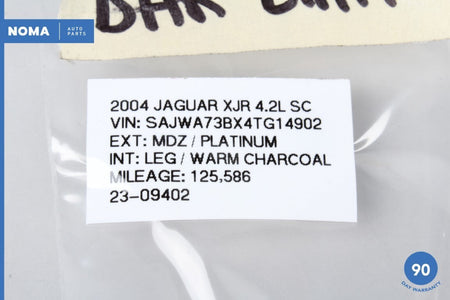 NOMA AUTO
PARTS
2004 JAGUAR XJR 4.2L SC
VIN: SAJWA73BX4TG14902
EXT: MDZ / PLATINUM
INT: LEG / WARM CHARCOAL
MILEAGE: 125,586
23-09402
90
DAY WARRANTY